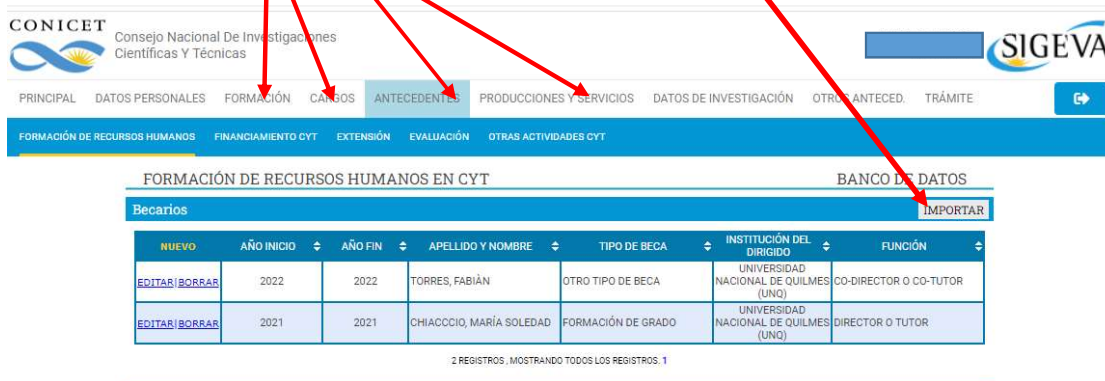 CONICET
Consejo Nacional De Investigaciones
Científicas Y Técnicas
SIGEVA
PRINCIPAL DATOS PERSONALES FORMACIÓN CARGOS ANTECEDENTES PRODUCCIONES Y SERVICIOS DATOS DE INVESTIGACIÓN OTROS ANTECED. TRÁMITE
FORMACIÓN DE RECURSOS HUMANOS FINANCIAMIENTO CYT EXTENSIÓN EVALUACIÓN OTRAS ACTIVIDADES CYT
FORMACIÓN DE RECURSOS HUMANOS EN CYT BANCO DE DATOS
Becarios IMPORTAR
NUEVO AÑO INICIO AÑO FIN APELLIDO Y NOMBRE TIPO DE BECA INSTITUCIÓN DEL DIRIGIDO FUNCIÓN
EDITAR|BORRAR 2022 2022 TORRES, FABIÀN OTRO TIPO DE BECA UNIVERSIDAD NACIONAL DE QUILMES (UNQ) CO-DIRECTOR O CO-TUTOR
EDITAR|BORRAR 2021 2021 CHIACCCIO, MARÍA SOLEDAD FORMACIÓN DE GRADO UNIVERSIDAD NACIONAL DE QUILMES (UNQ) DIRECTOR O TUTOR
2 REGISTROS , MOSTRANDO TODOS LOS REGISTROS. 1